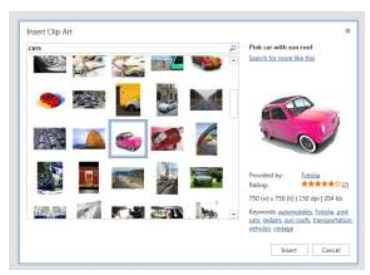 Insert Clip Art
cars
Pink car with sun roof
Search for more like this
Provided by: Fotolia
Rating: (2)
750 (w) x 750 (h) | 150 dpi | 204 kb
Keywords: automobiles, fotolia, pink
cars, sedans, sun roofs, transportation,
vehicles, vintage
Insert
Cancel